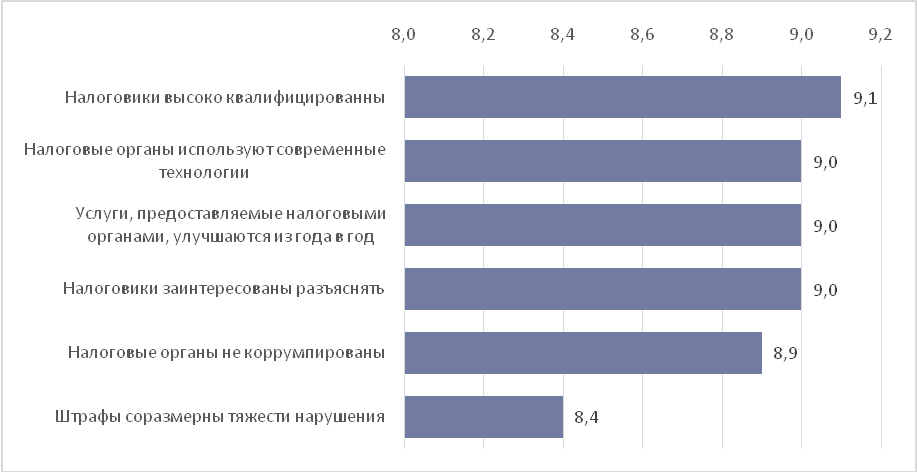 8,0 8,2 8,4 8,6 8,8 9,0 9,2
Налоговики высоко квалифицированны 9,1
Налоговые органы используют современные
технологии 9,0
Услуги, предоставляемые налоговыми
органами, улучшаются из года в год 9,0
Налоговики заинтересованы разъяснять 9,0
Налоговые органы не коррумпированы 8,9
Штрафы соразмерны тяжести нарушения 8,4